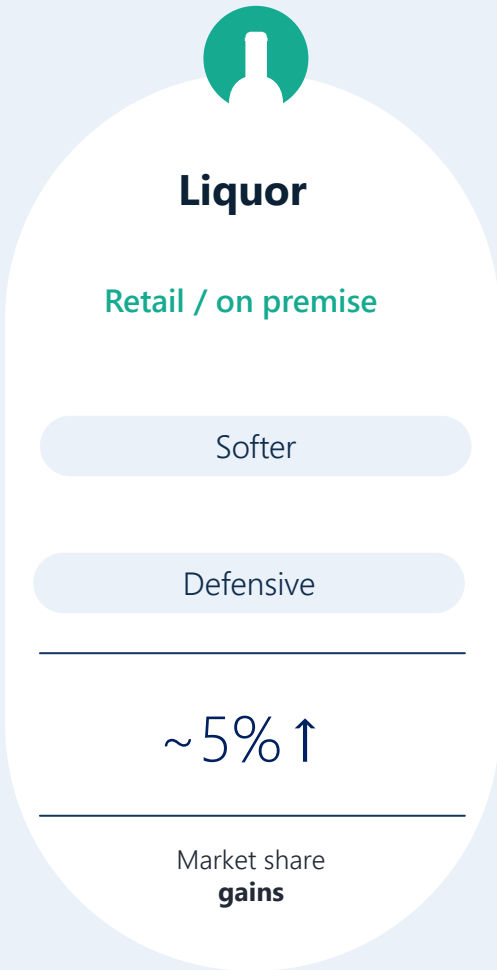 Liquor
Retail / on premise
Softer
Defensive
~5%↑
Market share
gains